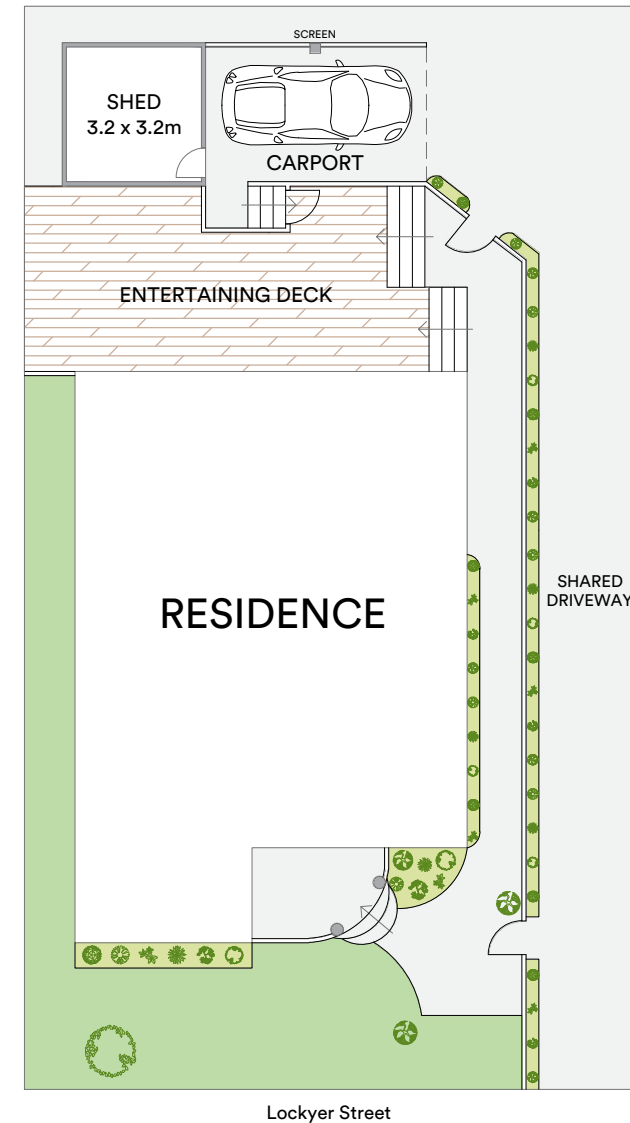 SCREEN
SHED
3.2 x 3.2m
CARPORT
ENTERTAINING DECK
RESIDENCE
SHARED
DRIVEWAY
Lockyer Street